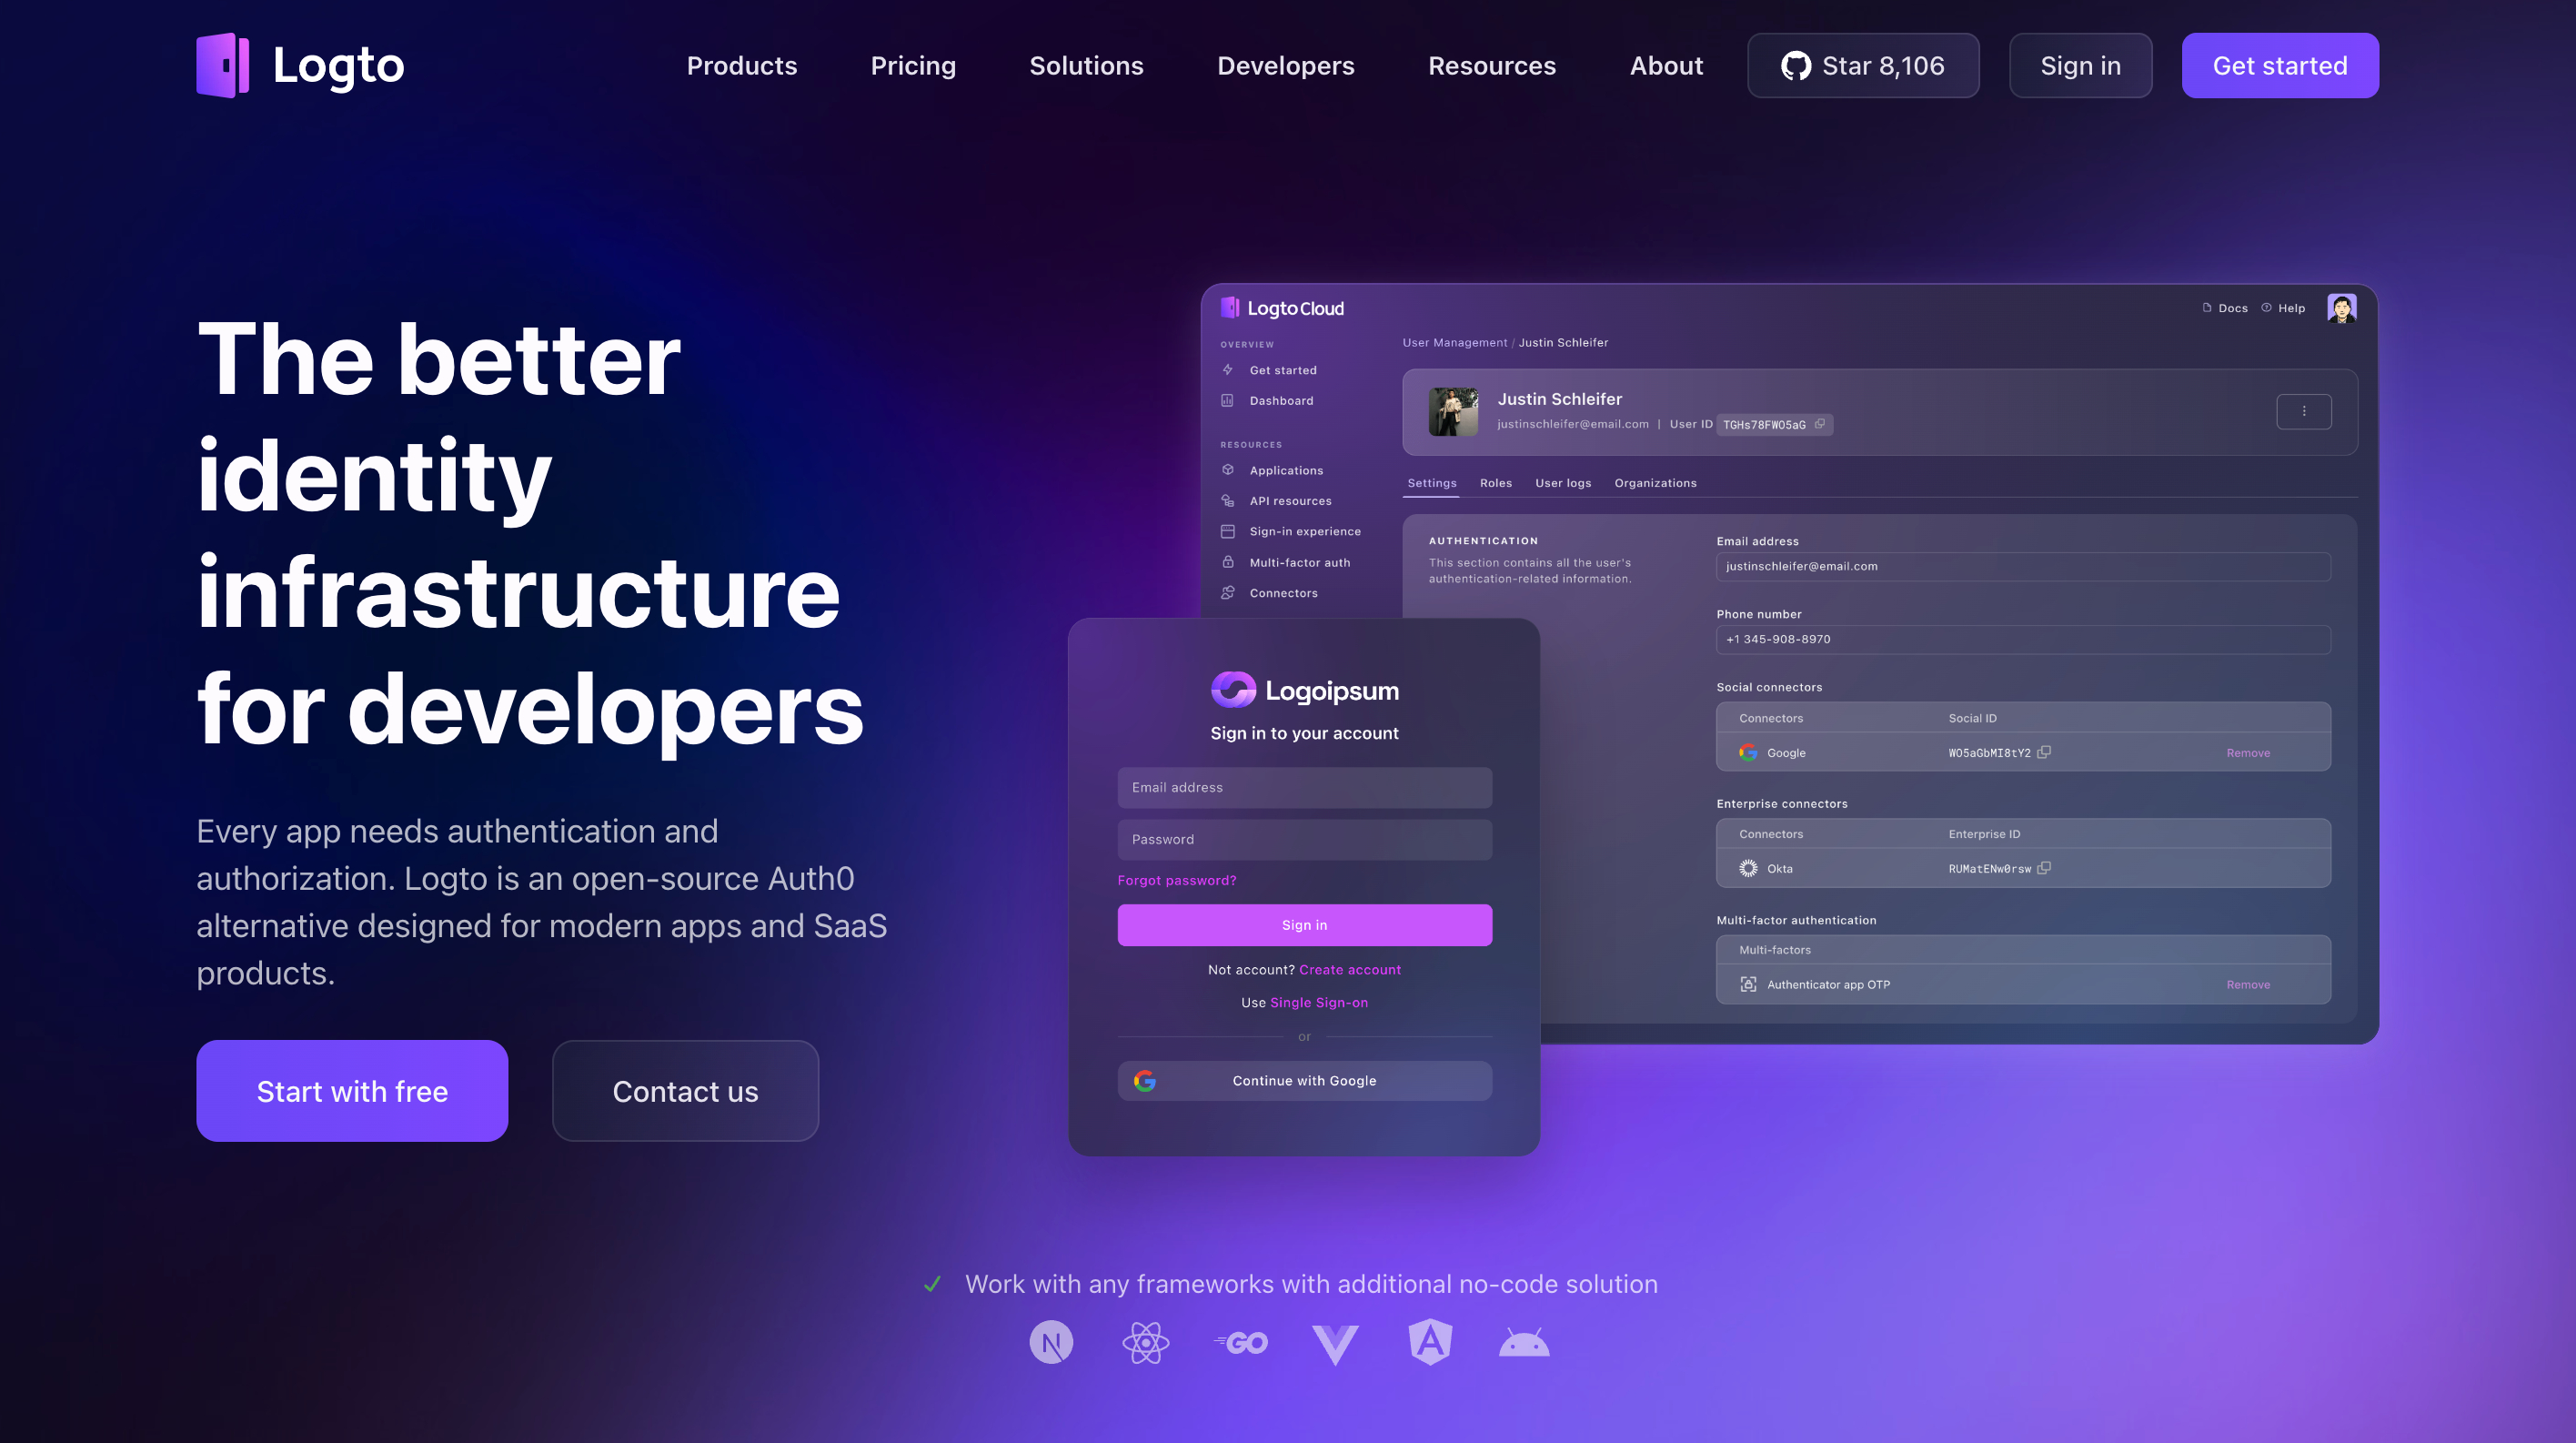 Logto
Products
Pricing
Solutions
Developers
Resources
About
Star 8,106
Sign in
Get started
The better
identity
infrastructure
for developers
Every app needs authentication and
authorization. Logto is an open-source Auth0
alternative designed for modern apps and SaaS
products.
Start with free
Contact us
Logto Cloud
Docs
Help
OVERVIEW
Get started
Dashboard
RESOURCES
Applications
API resources
Sign-in experience
Multi-factor auth
Connectors
User Management / Justin Schleifer
Justin Schleifer
justinschleifer@email.com | User ID TGHs78FWO5aG
Settings
Roles
User logs
Organizations
AUTHENTICATION
This section contains all the user's
authentication-related information.
Email address
justinschleifer@email.com
Phone number
+1 345-908-8970
Social connectors
Connectors
Social ID
Google
WO5aGbMI8tY2
Remove
Enterprise connectors
Connectors
Enterprise ID
Okta
RUMatENw0rsw
Multi-factor authentication
Multi-factors
Authenticator app OTP
Remove
Logoipsum
Sign in to your account
Email address
Password
Forgot password?
Sign in
Not account? Create account
Use Single Sign-on
or
Continue with Google
Work with any frameworks with additional no-code solution
N
GO
A